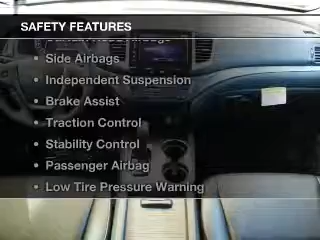 SAFETY FEATURES
• Side Airbags
• Independent Suspension
• Brake Assist
• Traction Control
• Stability Control
• Passenger Airbag
• Low Tire Pressure Warning